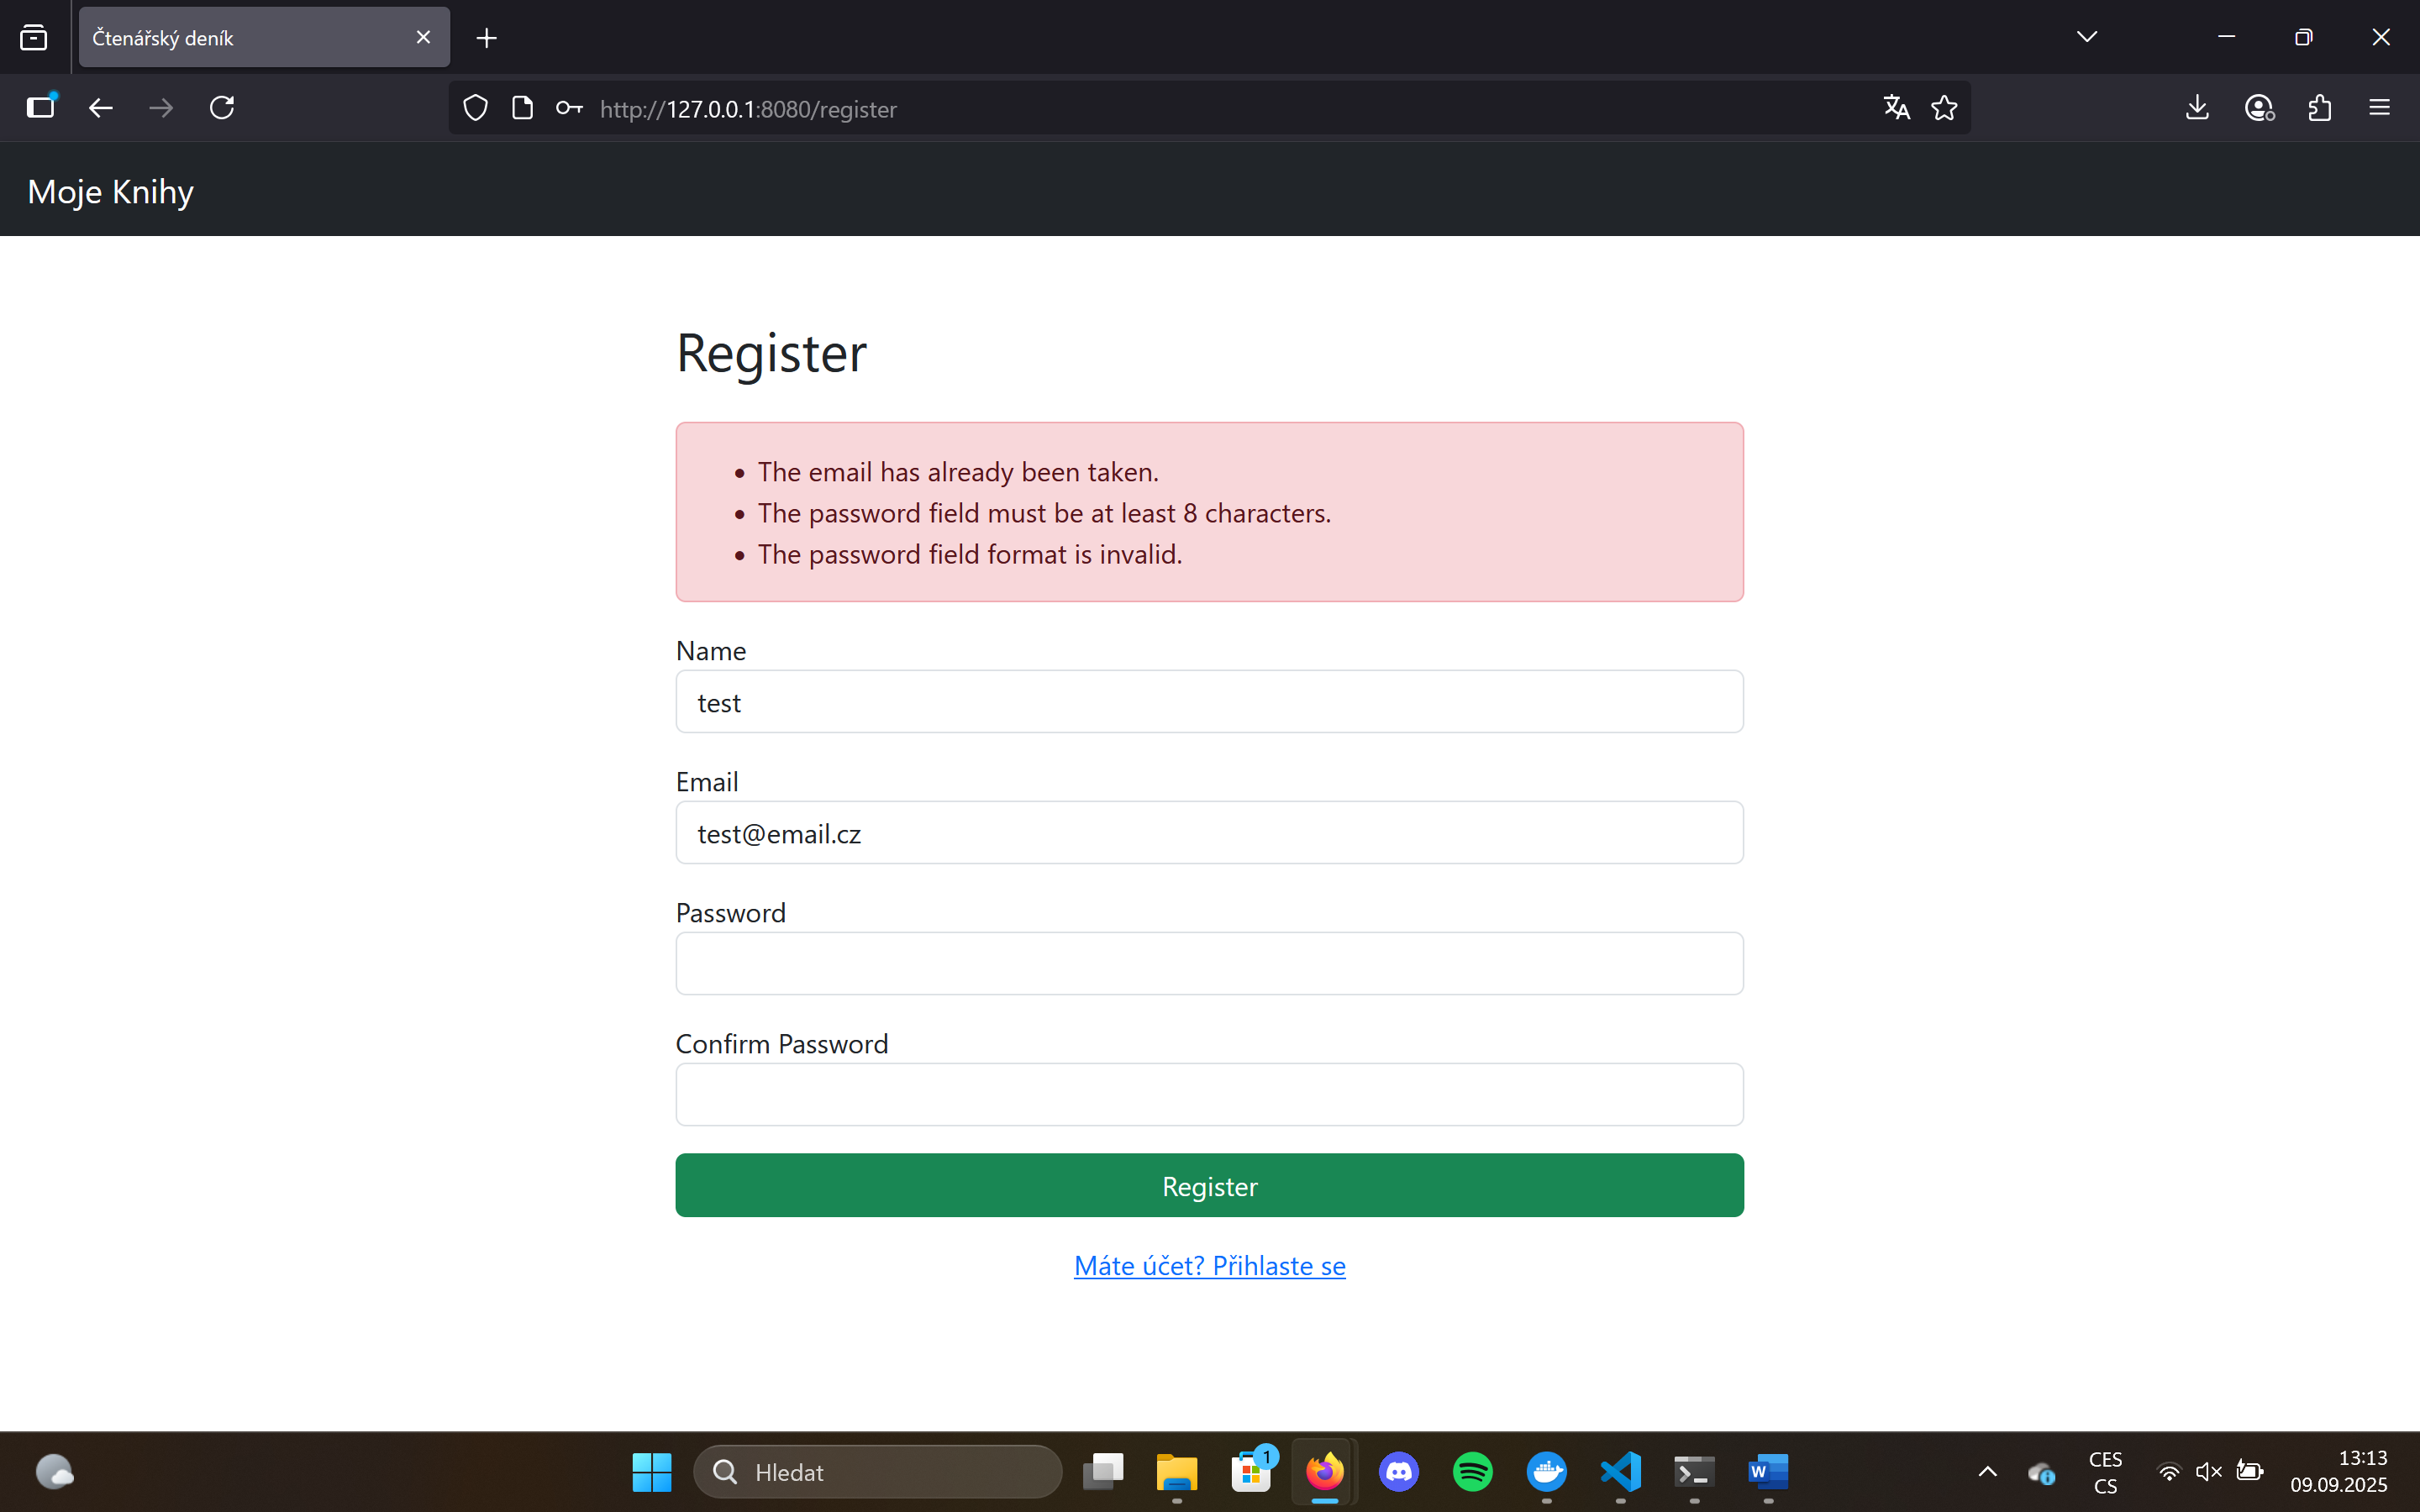 Čtenářský deník
http://127.0.0.1:8080/register
Moje Knihy
Register
The email has already been taken.
The password field must be at least 8 characters.
The password field format is invalid.
Name
test
Email
test@email.cz
Password
Confirm Password
Register
Máte účet? Přihlaste se
Hledat
1
W
CES
CS
13:13
09.09.2025